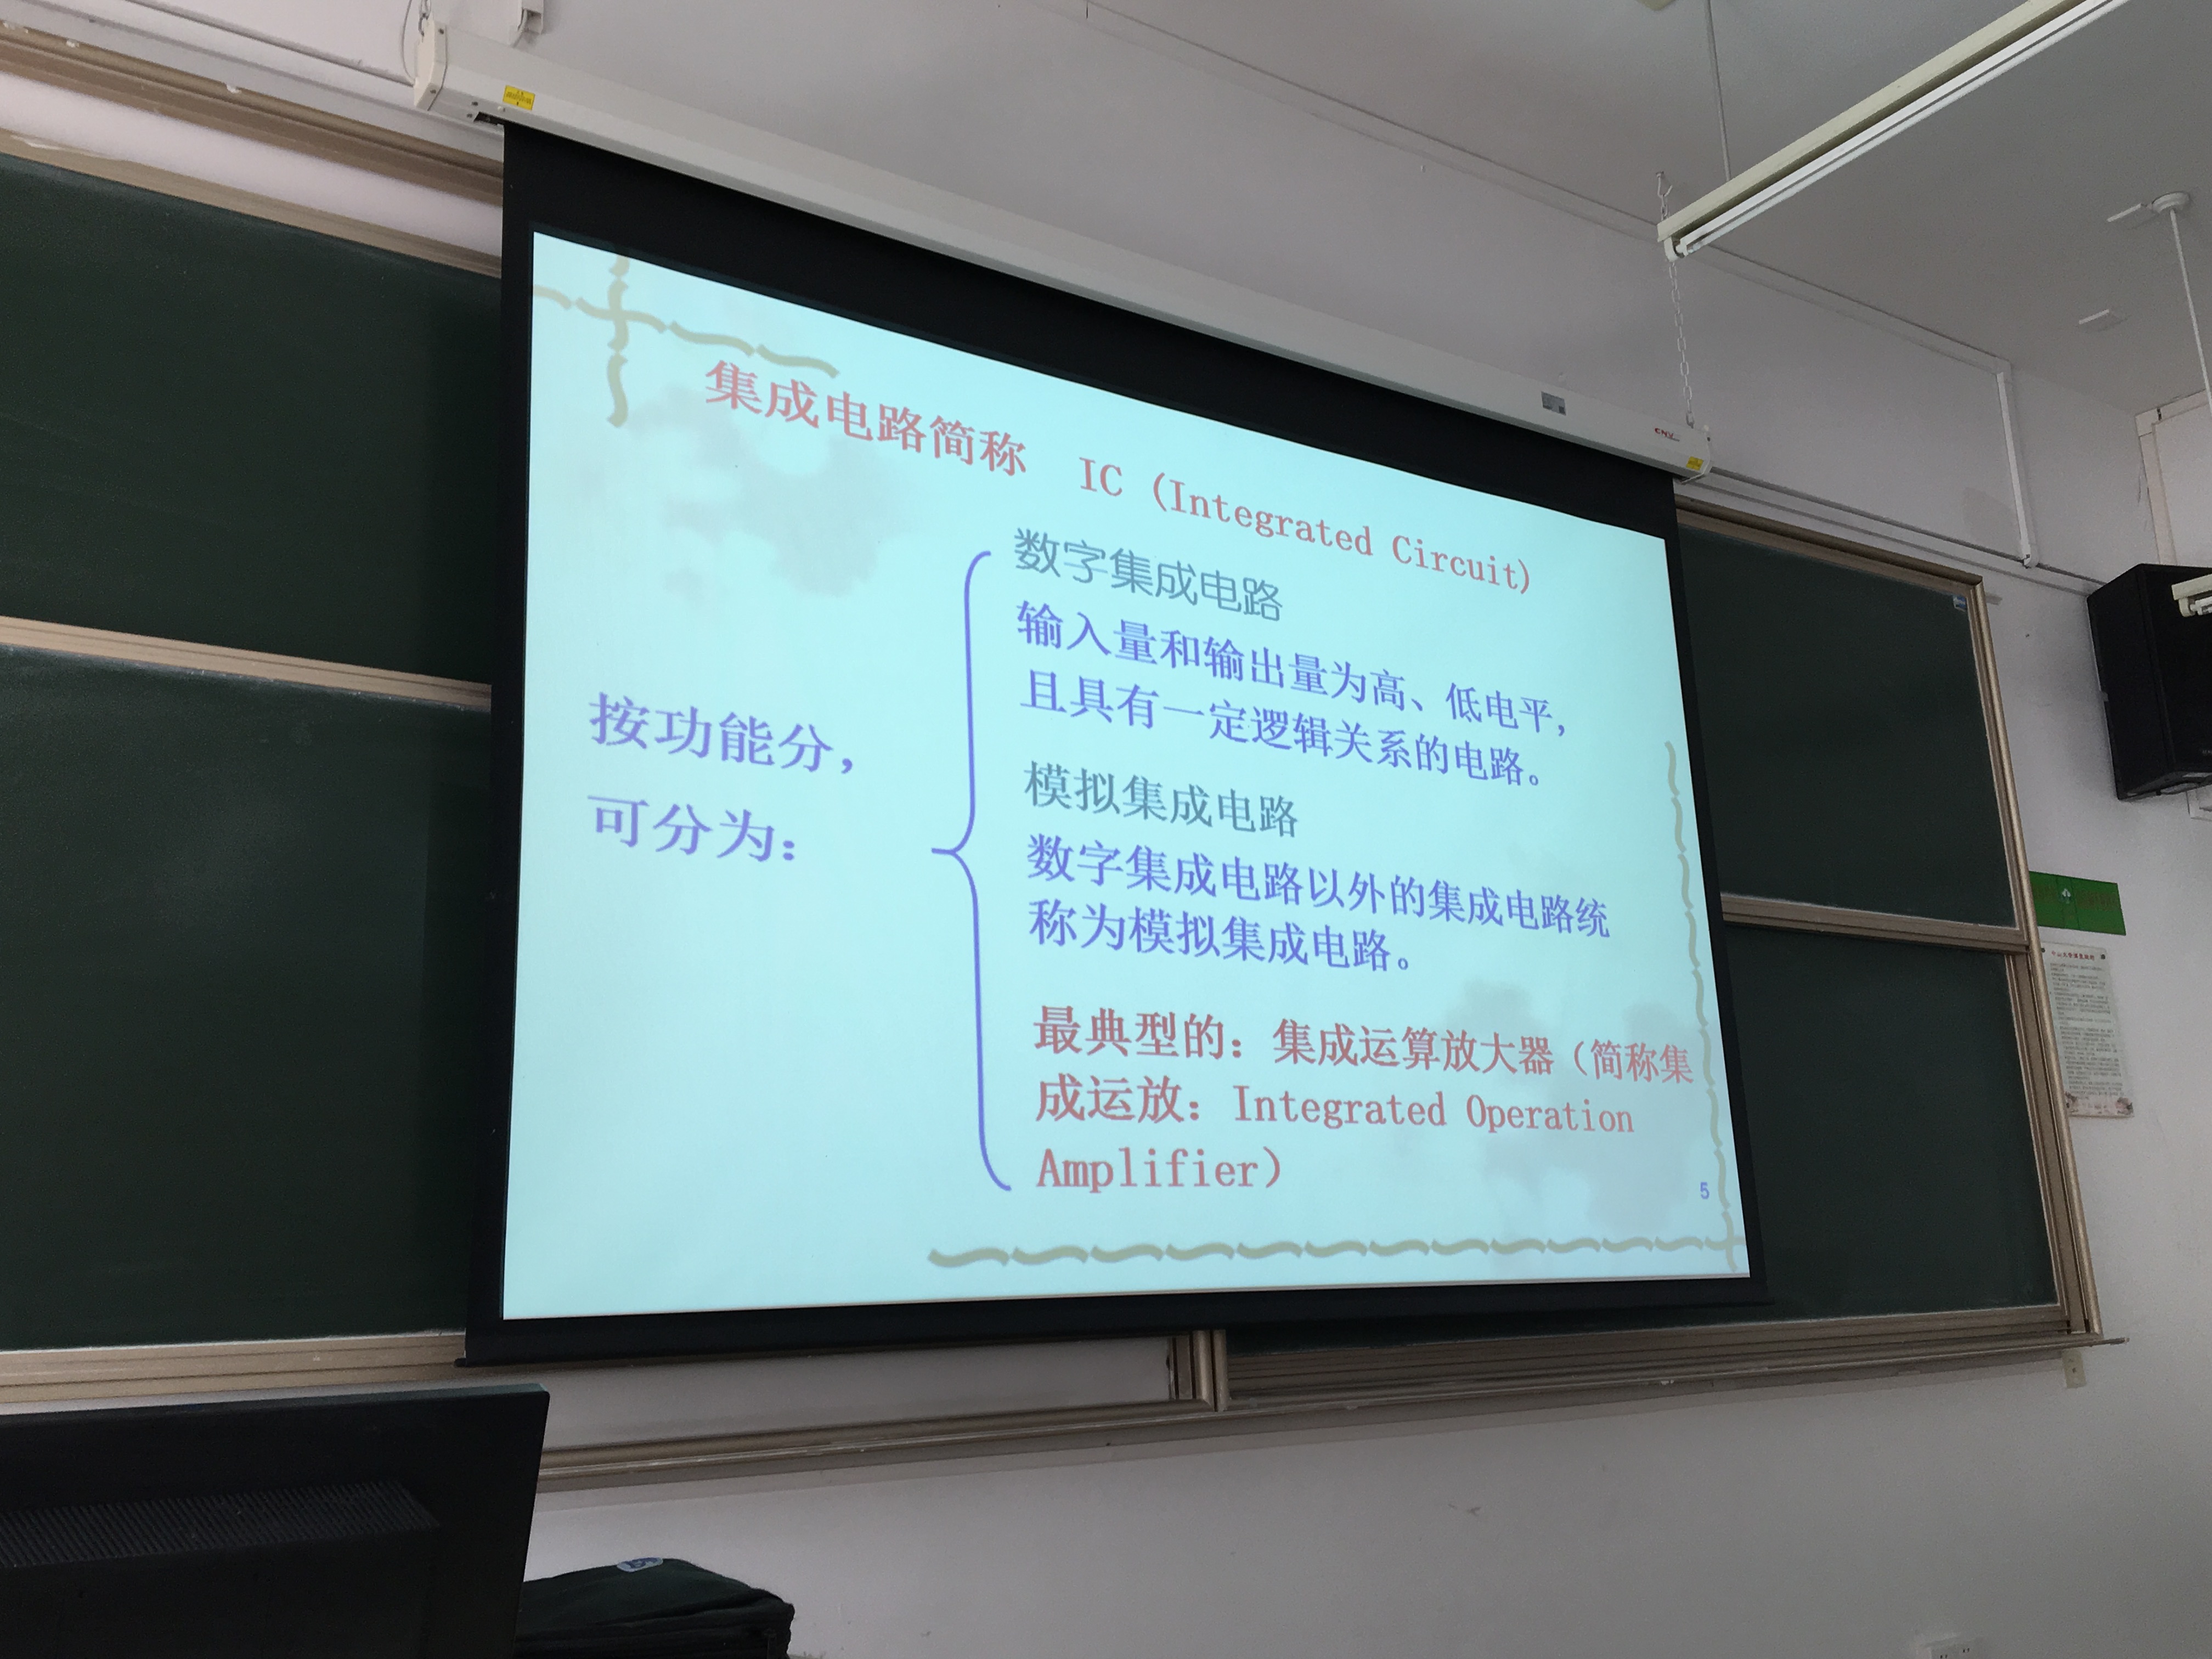 集成电路简称 IC (Integrated Circuit)
按功能分，
可分为：
数字集成电路
输入量和输出量为高、低电平，
且具有一定逻辑关系的电路。
模拟集成电路
数字集成电路以外的集成电路统
称为模拟集成电路。
最典型的：集成运算放大器（简称集
成运放：Integrated Operation
Amplifier）
5